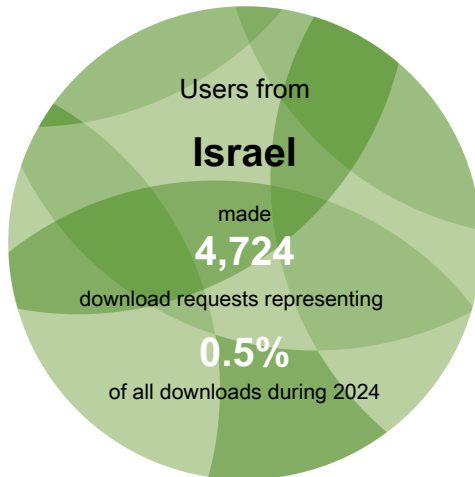 Users from
Israel
made
4,724
download requests representing
0.5%
of all downloads during 2024